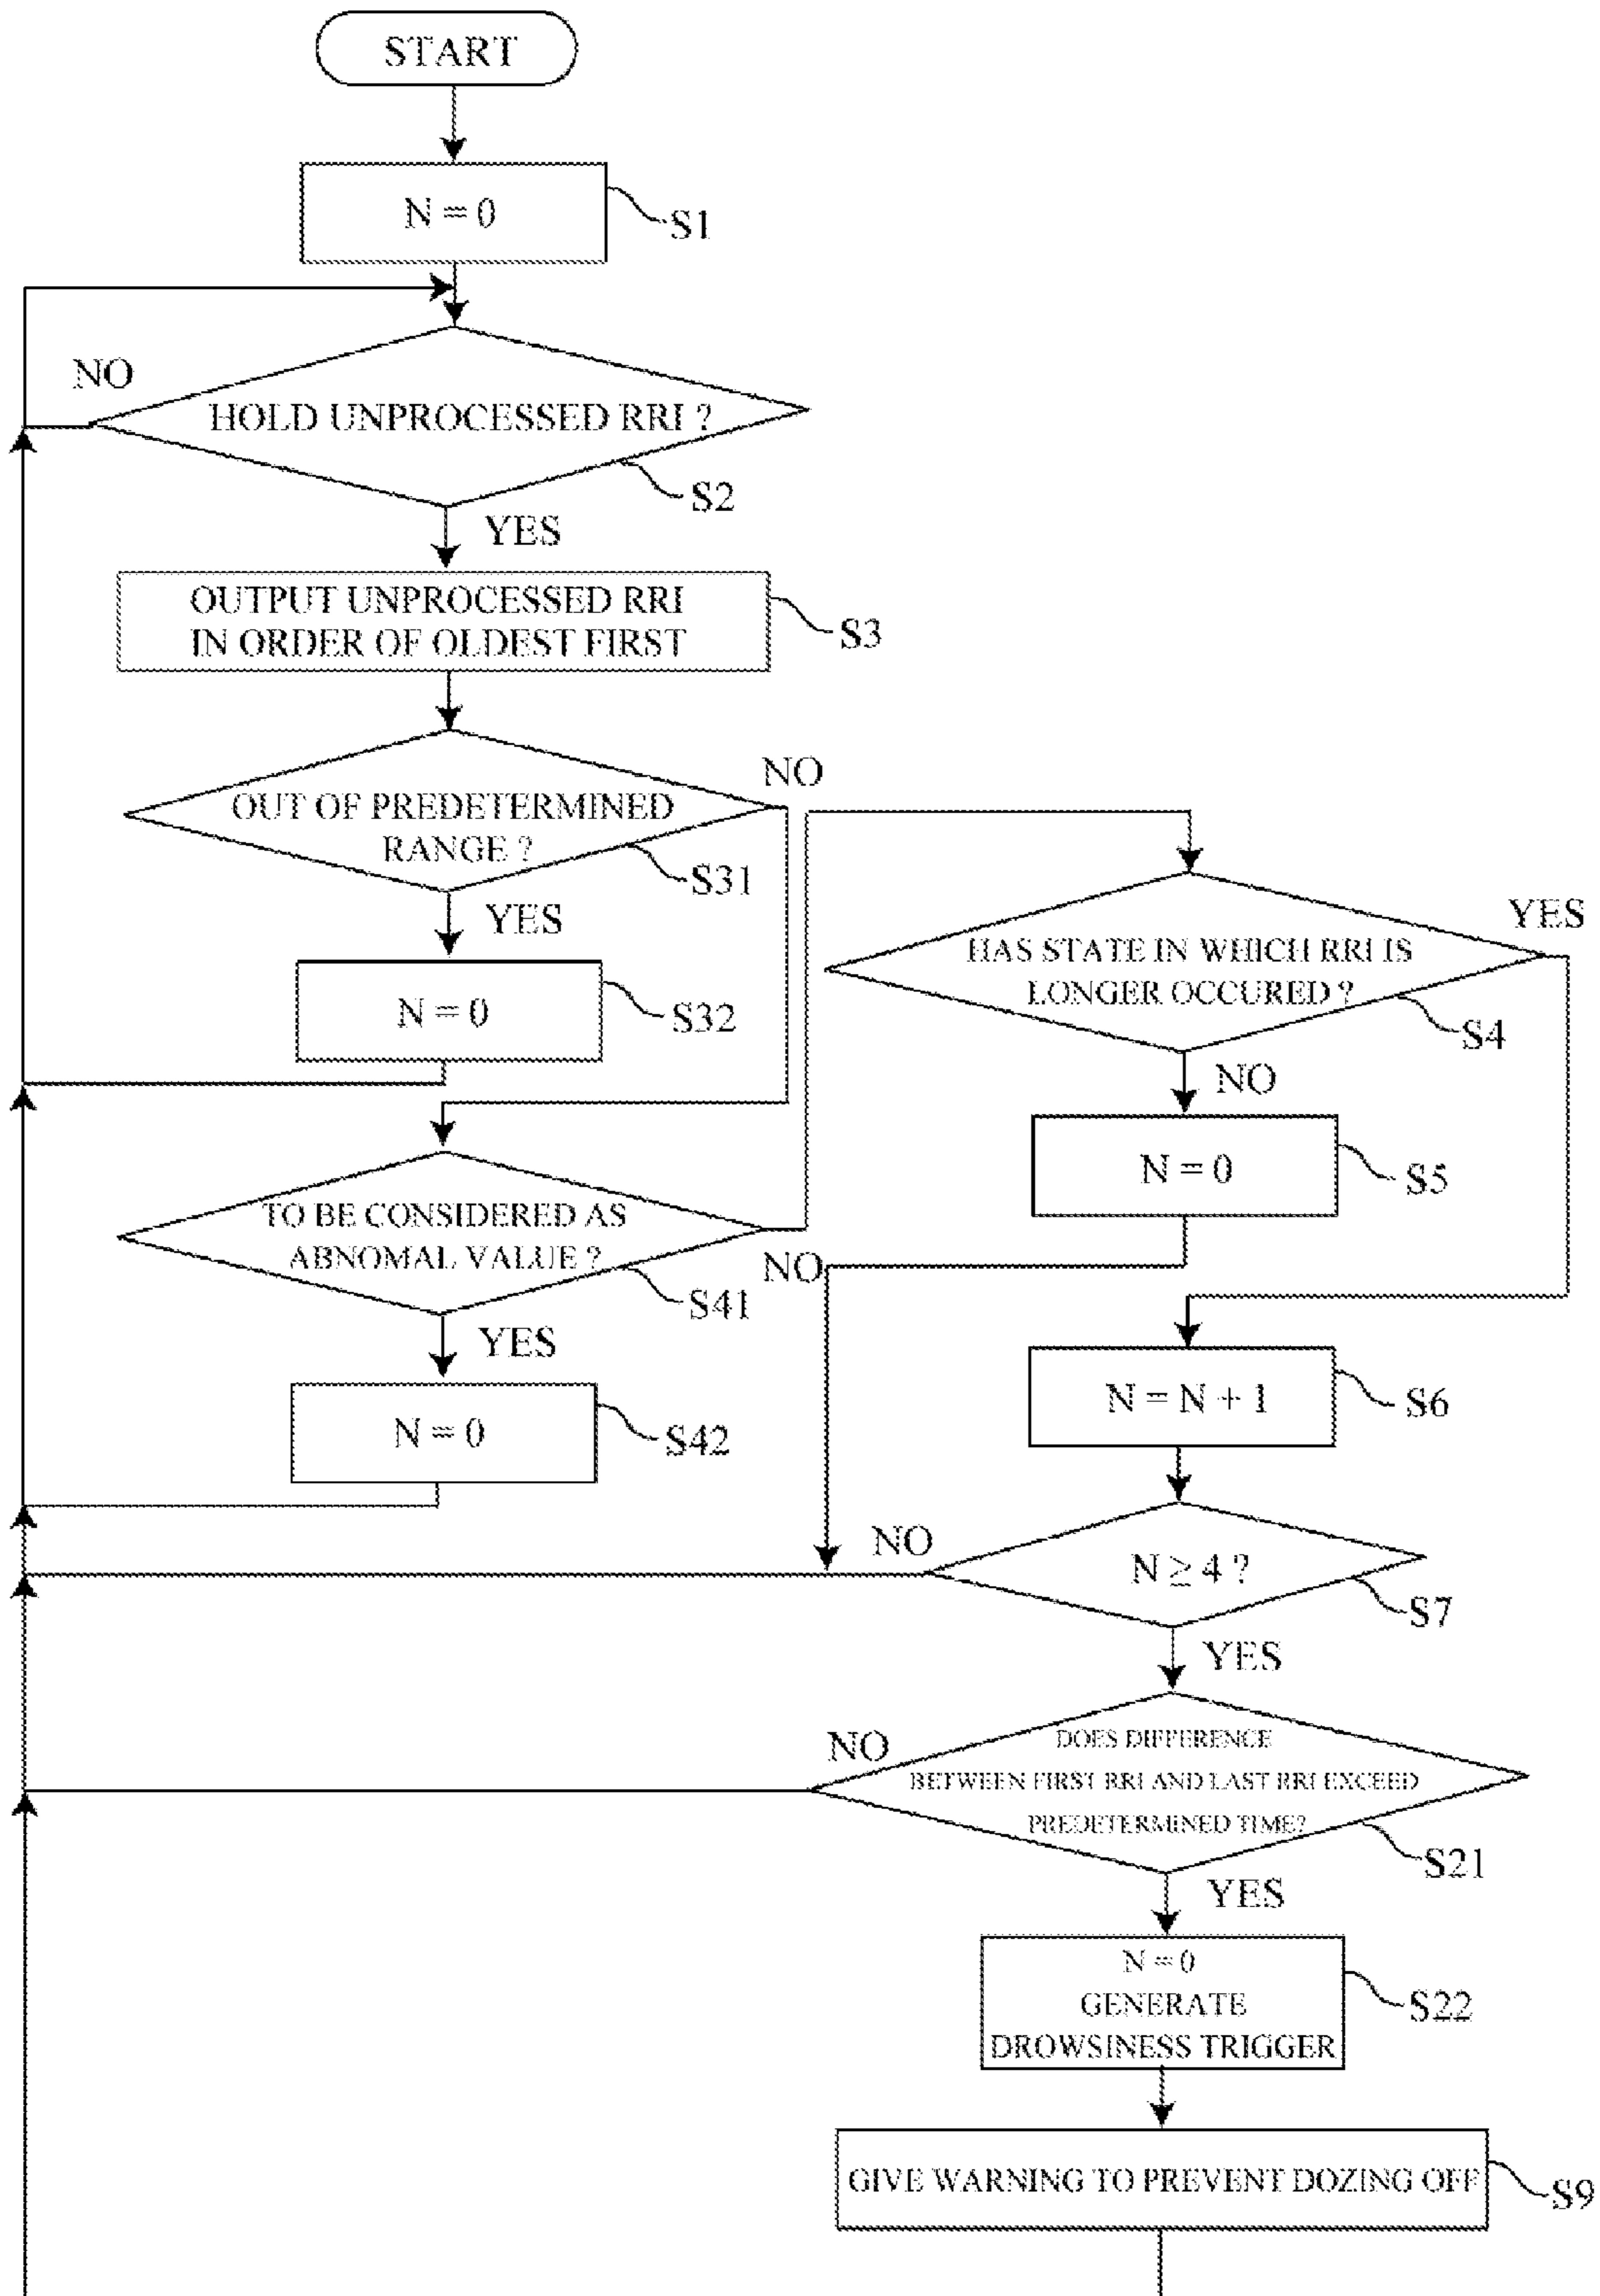 START
N = 0
S1
NO
HOLD UNPROCESSED RRI ?
S2
YES
OUTPUT UNPROCESSED RRI
IN ORDER OF OLDEST FIRST
S3
NO
OUT OF PREDETERMINED
RANGE ?
S31
YES
N = 0
S32
TO BE CONSIDERED AS
ABNOMAL VALUE ?
NO
S41
YES
N = 0
S42
YES
HAS STATE IN WHICH RRI IS
LONGER OCCURED ?
S4
NO
N = 0
S5
N = N + 1
S6
NO
N ≥ 4 ?
S7
YES
NO
DOES DIFFERENCE
BETWEEN FIRST RRI AND LAST RRI EXCEED
PREDETERMINED TIME?
S21
YES
N = 0
GENERATE
DROWSINESS TRIGGER
S22
GIVE WARNING TO PREVENT DOZING OFF
S9